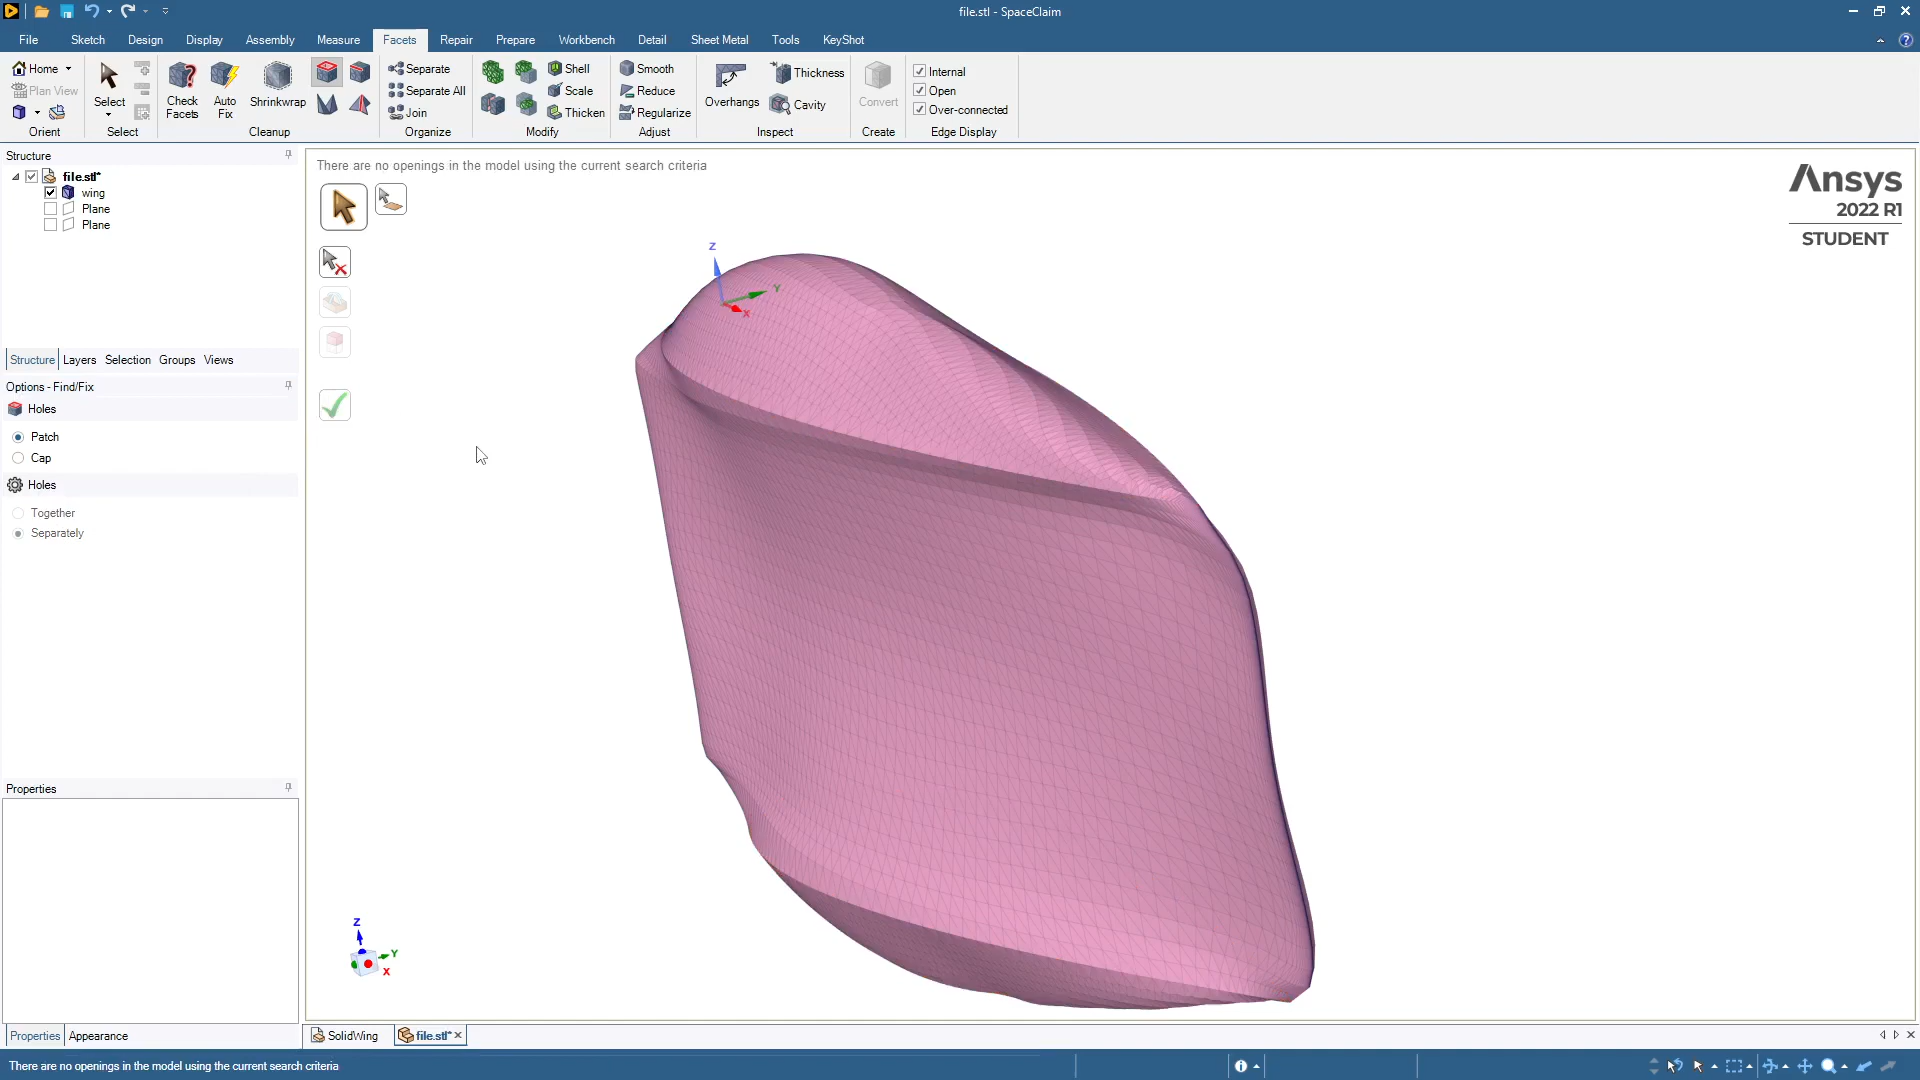 file.stl - SpaceClaim
File Sketch Design Display Assembly Measure Facets Repair Prepare Workbench Detail Sheet Metal Tools KeyShot
Home
Plan View
Orient
Select
Select
Check Facets
Auto Fix
Shrinkwrap
Cleanup
Separate
Separate All
Join
Organize
Shell
Scale
Thicken
Modify
Smooth
Reduce
Regularize
Adjust
Overhangs
Thickness
Cavity
Inspect
Convert
Create
Internal
Open
Over-connected
Edge Display
Structure
file.stl*
wing
Plane
Plane
Structure Layers Selection Groups Views
Options - Find/Fix
Holes
Patch
Cap
Holes
Together
Separately
Properties
Properties Appearance
There are no openings in the model using the current search criteria
Ansys
2022 R1
STUDENT
Z
Y
X
Z
Y
X
SolidWing file.stl*
There are no openings in the model using the current search criteria